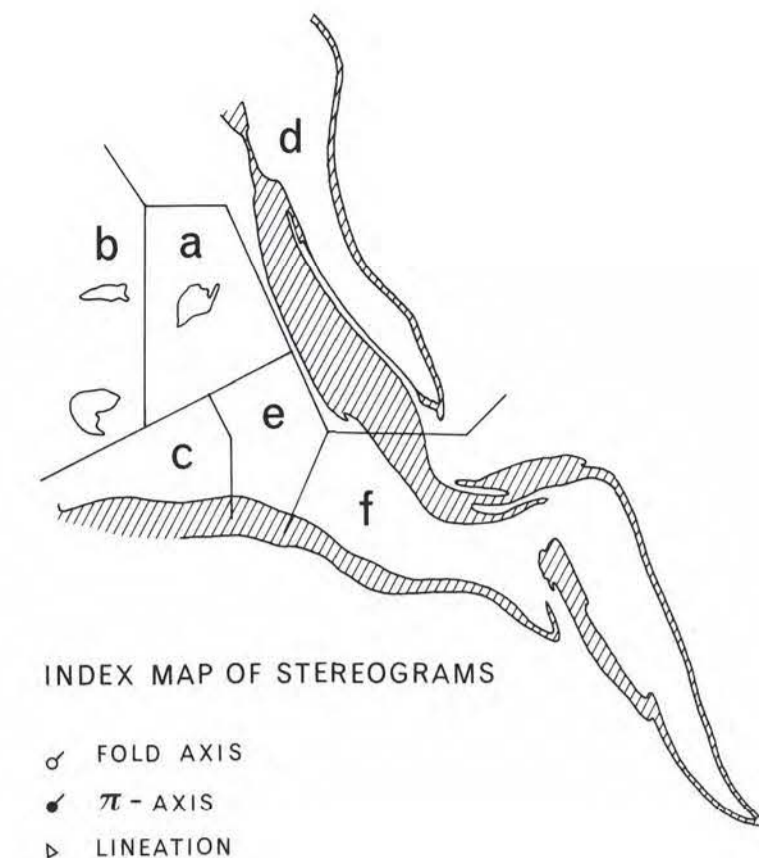 d
b a
e
c
f
INDEX MAP OF STEREOGRAMS
FOLD AXIS
π - AXIS
LINEATION